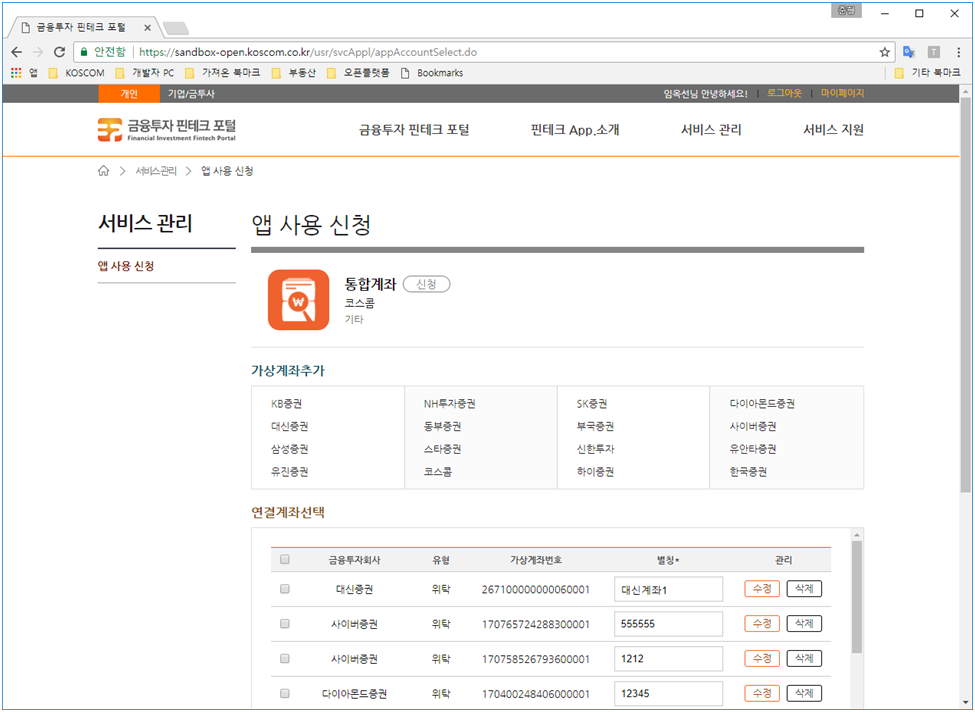 준림
금융투자 핀테크 포털
안전함 https://sandbox-open.koscom.co.kr/usr/svcAppl/appAccountSelect.do
앱 KOSCOM 개발자 PC 가져온 북마크 부동산 오픈플랫폼 Bookmarks 기타 북마크
개인 기업/금투사 임옥선님 안녕하세요! 로그아웃 마이페이지
금융투자 핀테크 포털
Financial Investment Fintech Portal
금융투자 핀테크 포털 핀테크 App.소개 서비스 관리 서비스 지원
서비스관리 앱 사용 신청
서비스 관리
앱 사용 신청
앱 사용 신청
통합계좌 신청
코스콤
기타
가상계좌추가
KB증권 NH투자증권 SK증권 다이아몬드증권
대신증권 동부증권 부국증권 사이버증권
삼성증권 스타증권 신한투자 유안타증권
유진증권 코스콤 하이증권 한국증권
연결계좌선택
금융투자회사 유형 가상계좌번호 별칭* 관리
대신증권 위탁 267100000000060001 대신계좌1 수정 삭제
사이버증권 위탁 170765724288300001 555555 수정 삭제
사이버증권 위탁 170758526793600001 1212 수정 삭제
다이아몬드증권 위탁 170400248406000001 12345 수정 삭제